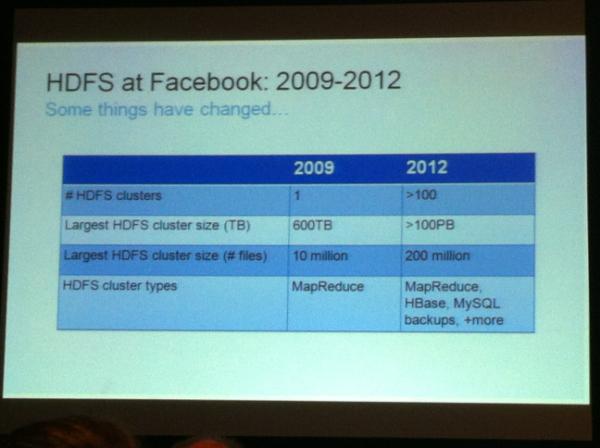 HDFS at Facebook: 2009-2012
Some things have changed...
2009 2012
# HDFS clusters 1 >100
Largest HDFS cluster size (TB) 600TB >100PB
Largest HDFS cluster size (# files) 10 million 200 million
HDFS cluster types MapReduce MapReduce,
HBase, MySQL
backups, +more